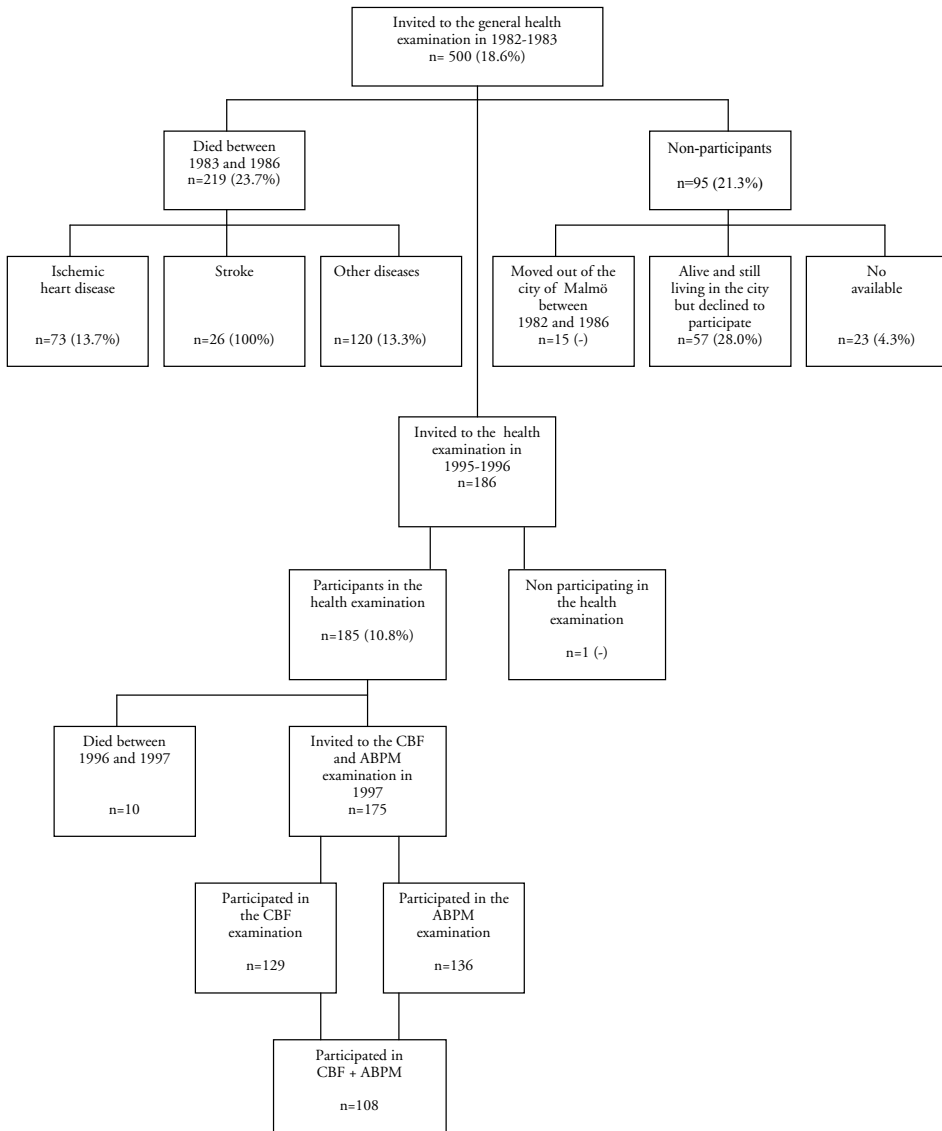 Invited to the general health
examination in 1982-1983
n= 500 (18.6%)
Died between
1983 and 1986
n=219 (23.7%)
Non-participants
n=95 (21.3%)
Ischemic
heart disease
n=73 (13.7%)
Stroke
n=26 (100%)
Other diseases
n=120 (13.3%)
Moved out of the
city of Malmö
between
1982 and 1986
n=15 (-)
Alive and still
living in the city
but declined to
participate
n=57 (28.0%)
No
available
n=23 (4.3%)
Invited to the health
examination in
1995-1996
n=186
Participants in the
health examination
n=185 (10.8%)
Non participating in
the health
examination
n=1 (-)
Died between
1996 and 1997
n=10
Invited to the CBF
and ABPM
examination in
1997
n=175
Participated in
the CBF
examination
n=129
Participated in the
ABPM
examination
n=136
Participated in
CBF + ABPM
n=108